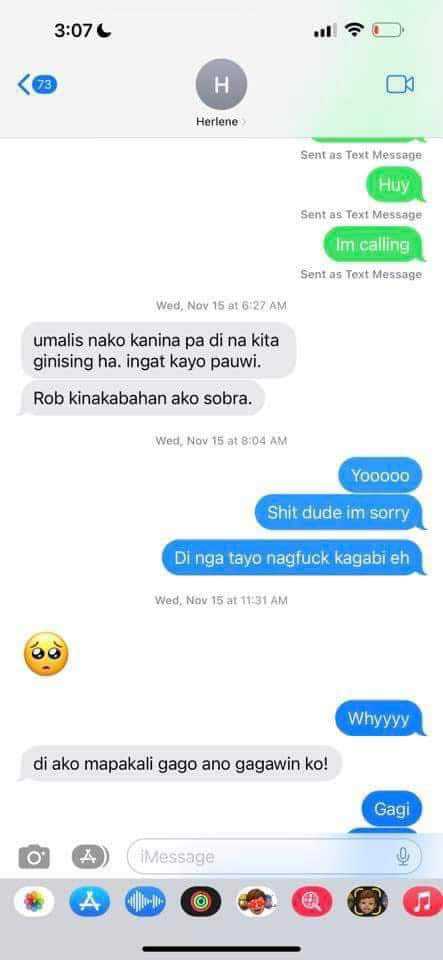 3:07
73
H
Herlene
Sent as Text Message
Huy
Sent as Text Message
Im calling
Sent as Text Message
Wed, Nov 15 at 6:27 AM
umalis nako kanina pa di na kita
ginising ha. ingat kayo pauwi.
Rob kinakabahan ako sobra.
Wed, Nov 15 at 8:04 AM
Yooooo
Shit dude im sorry
Di nga tayo nagfuck kagabi eh
Wed, Nov 15 at 11:31 AM
🥺
Whyyyy
di ako mapakali gago ano gagawin ko!
Gagi
iMessage